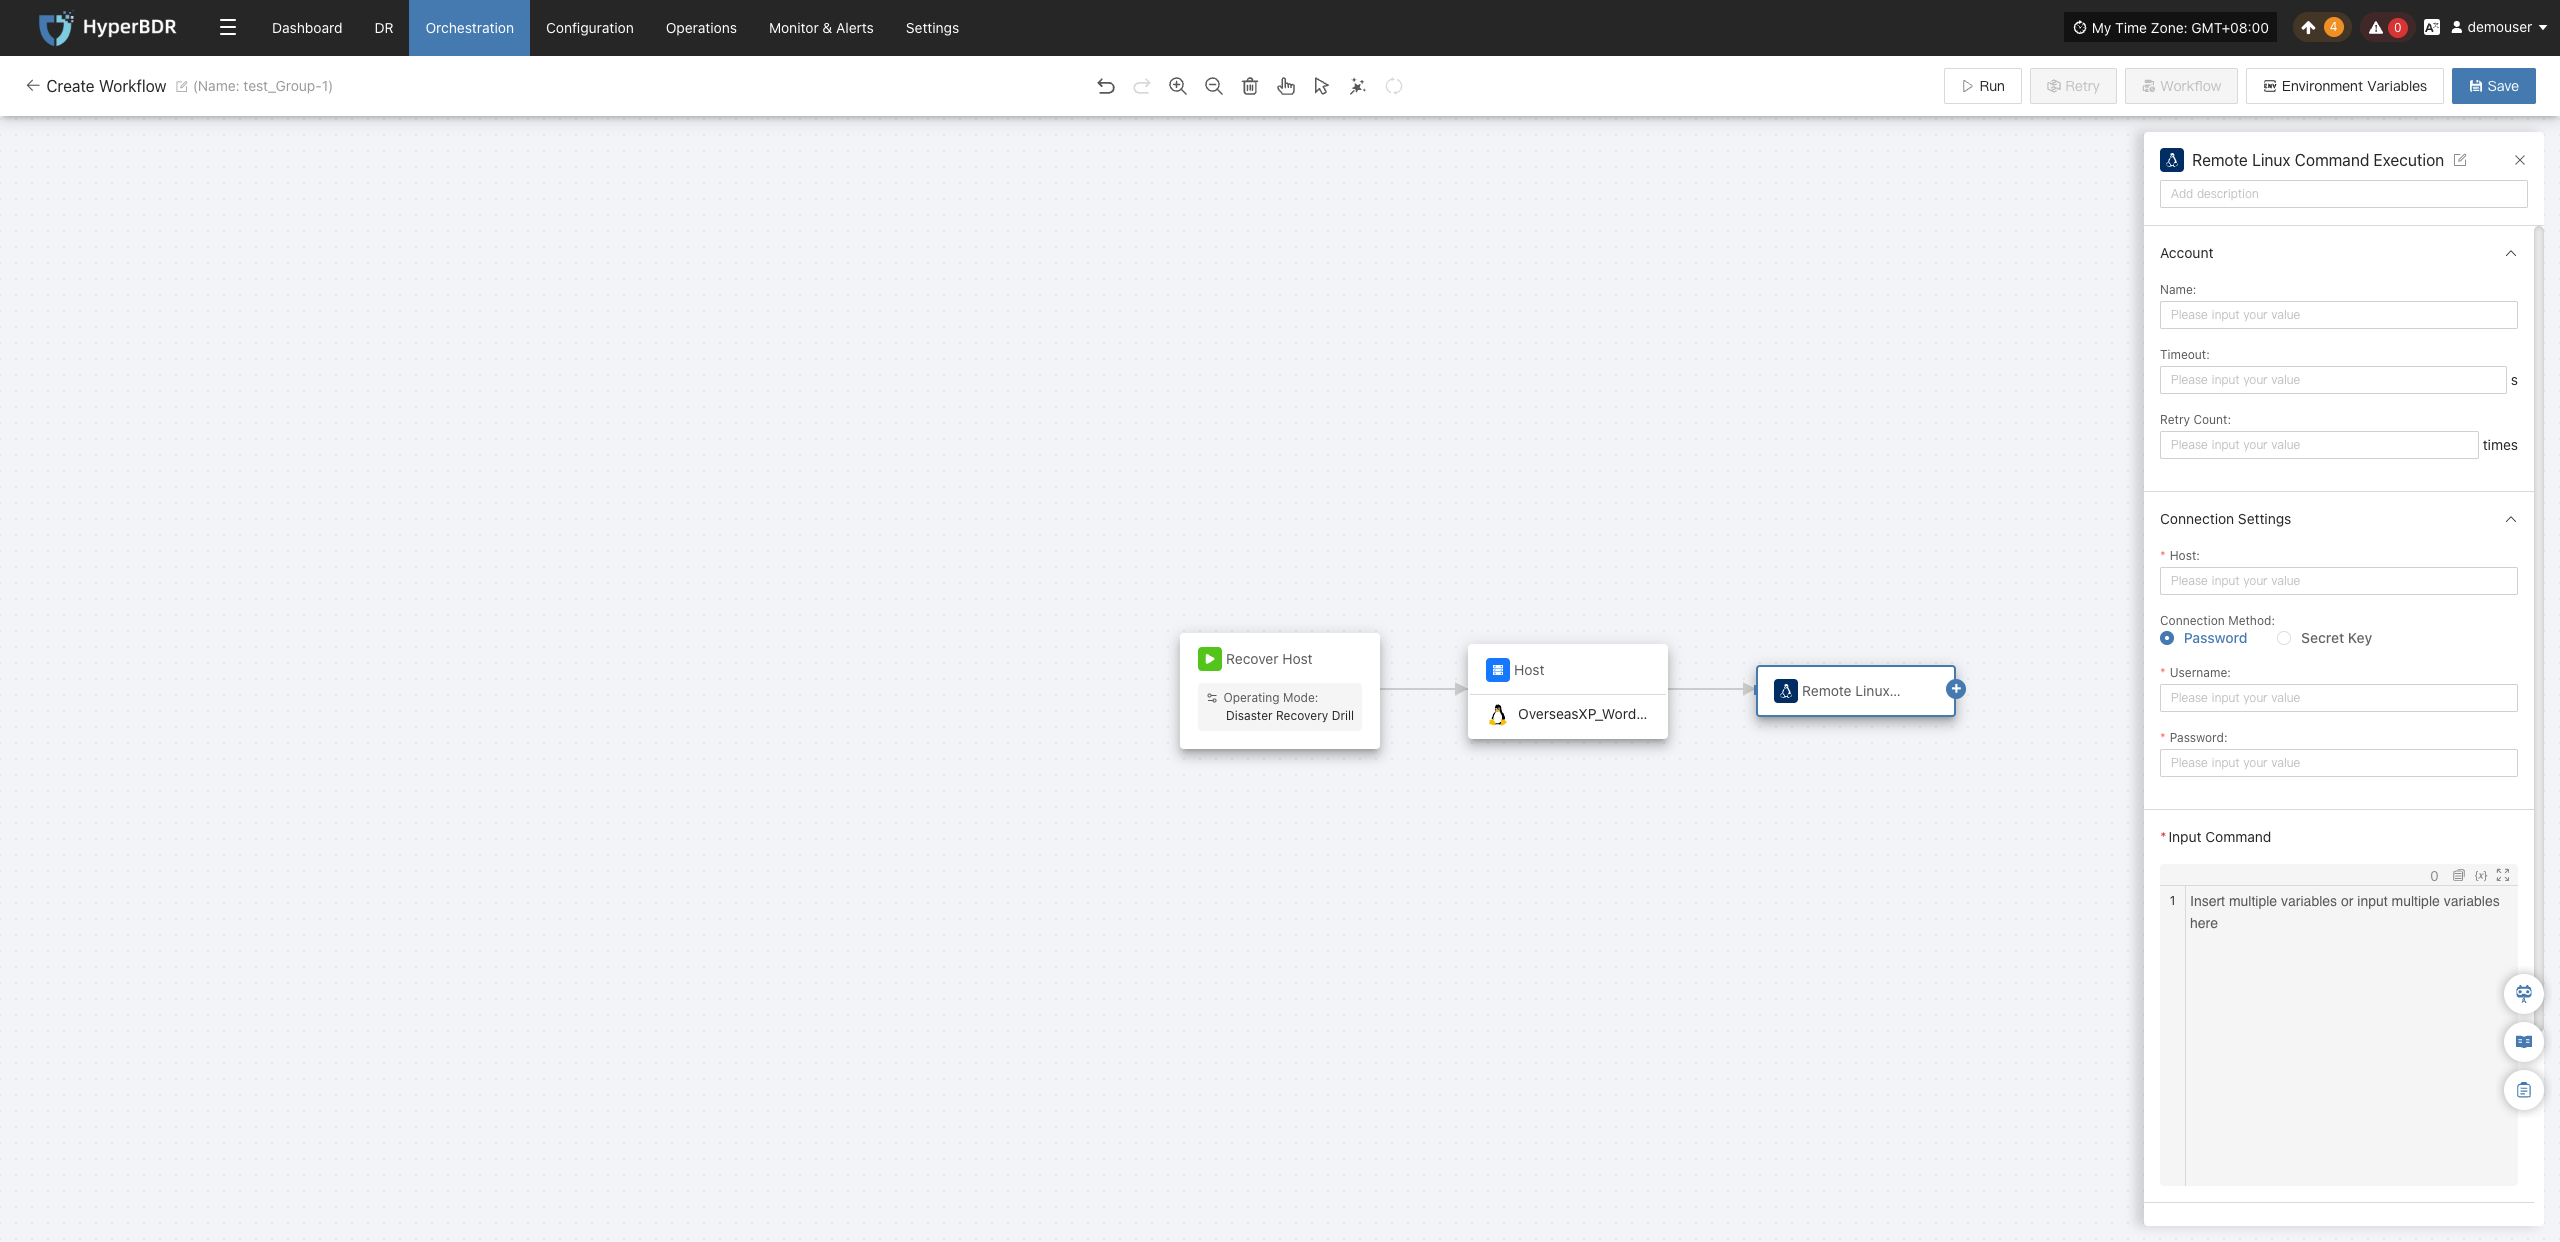 HyperBDR
Dashboard
DR
Orchestration
Configuration
Operations
Monitor & Alerts
Settings
My Time Zone: GMT+08:00
4
0
demouser
Create Workflow
(Name: test_Group-1)
Run
Retry
Workflow
Environment Variables
Save
Recover Host
Operating Mode:
Disaster Recovery Drill
Host
OverseasXP_Word...
Remote Linux...
Remote Linux Command Execution
Add description
Account
Name:
Please input your value
Timeout:
Please input your value
s
Retry Count:
Please input your value
times
Connection Settings
* Host:
Please input your value
Connection Method:
Password
Secret Key
* Username:
Please input your value
* Password:
Please input your value
* Input Command
0
{x}
1
Insert multiple variables or input multiple variables
here